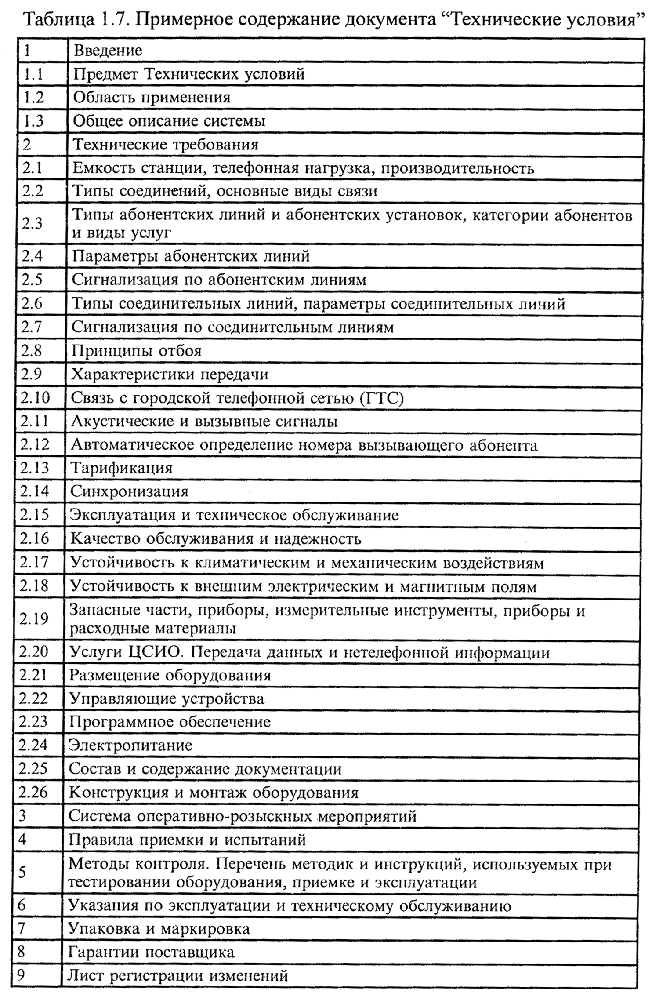 Таблица 1.7. Примерное содержание документа “Технические условия”
1 Введение
1.1 Предмет Технических условий
1.2 Область применения
1.3 Общее описание системы
2 Технические требования
2.1 Емкость станции, телефонная нагрузка, производительность
2.2 Типы соединений, основные виды связи
2.3 Типы абонентских линий и абонентских установок, категории абонентов
и виды услуг
2.4 Параметры абонентских линий
2.5 Сигнализация по абонентским линиям
2.6 Типы соединительных линий, параметры соединительных линий
2.7 Сигнализация по соединительным линиям
2.8 Принципы отбоя
2.9 Характеристики передачи
2.10 Связь с городской телефонной сетью (ГТС)
2.11 Акустические и вызывные сигналы
2.12 Автоматическое определение номера вызывающего абонента
2.13 Тарификация
2.14 Синхронизация
2.15 Эксплуатация и техническое обслуживание
2.16 Качество обслуживания и надежность
2.17 Устойчивость к климатическим и механическим воздействиям
2.18 Устойчивость к внешним электрическим и магнитным полям
2.19 Запасные части, приборы, измерительные инструменты, приборы и
расходные материалы
2.20 Услуги ЦСИО. Передача данных и нетелефонной информации
2.21 Размещение оборудования
2.22 Управляющие устройства
2.23 Программное обеспечение
2.24 Электропитание
2.25 Состав и содержание документации
2.26 Конструкция и монтаж оборудования
3 Система оперативно-розыскных мероприятий
4 Правила приемки и испытаний
5 Методы контроля. Перечень методик и инструкций, используемых при
тестировании оборудования, приемке и эксплуатации
6 Указания по эксплуатации и техническому обслуживанию
7 Упаковка и маркировка
8 Гарантии поставщика
9 Лист регистрации изменений